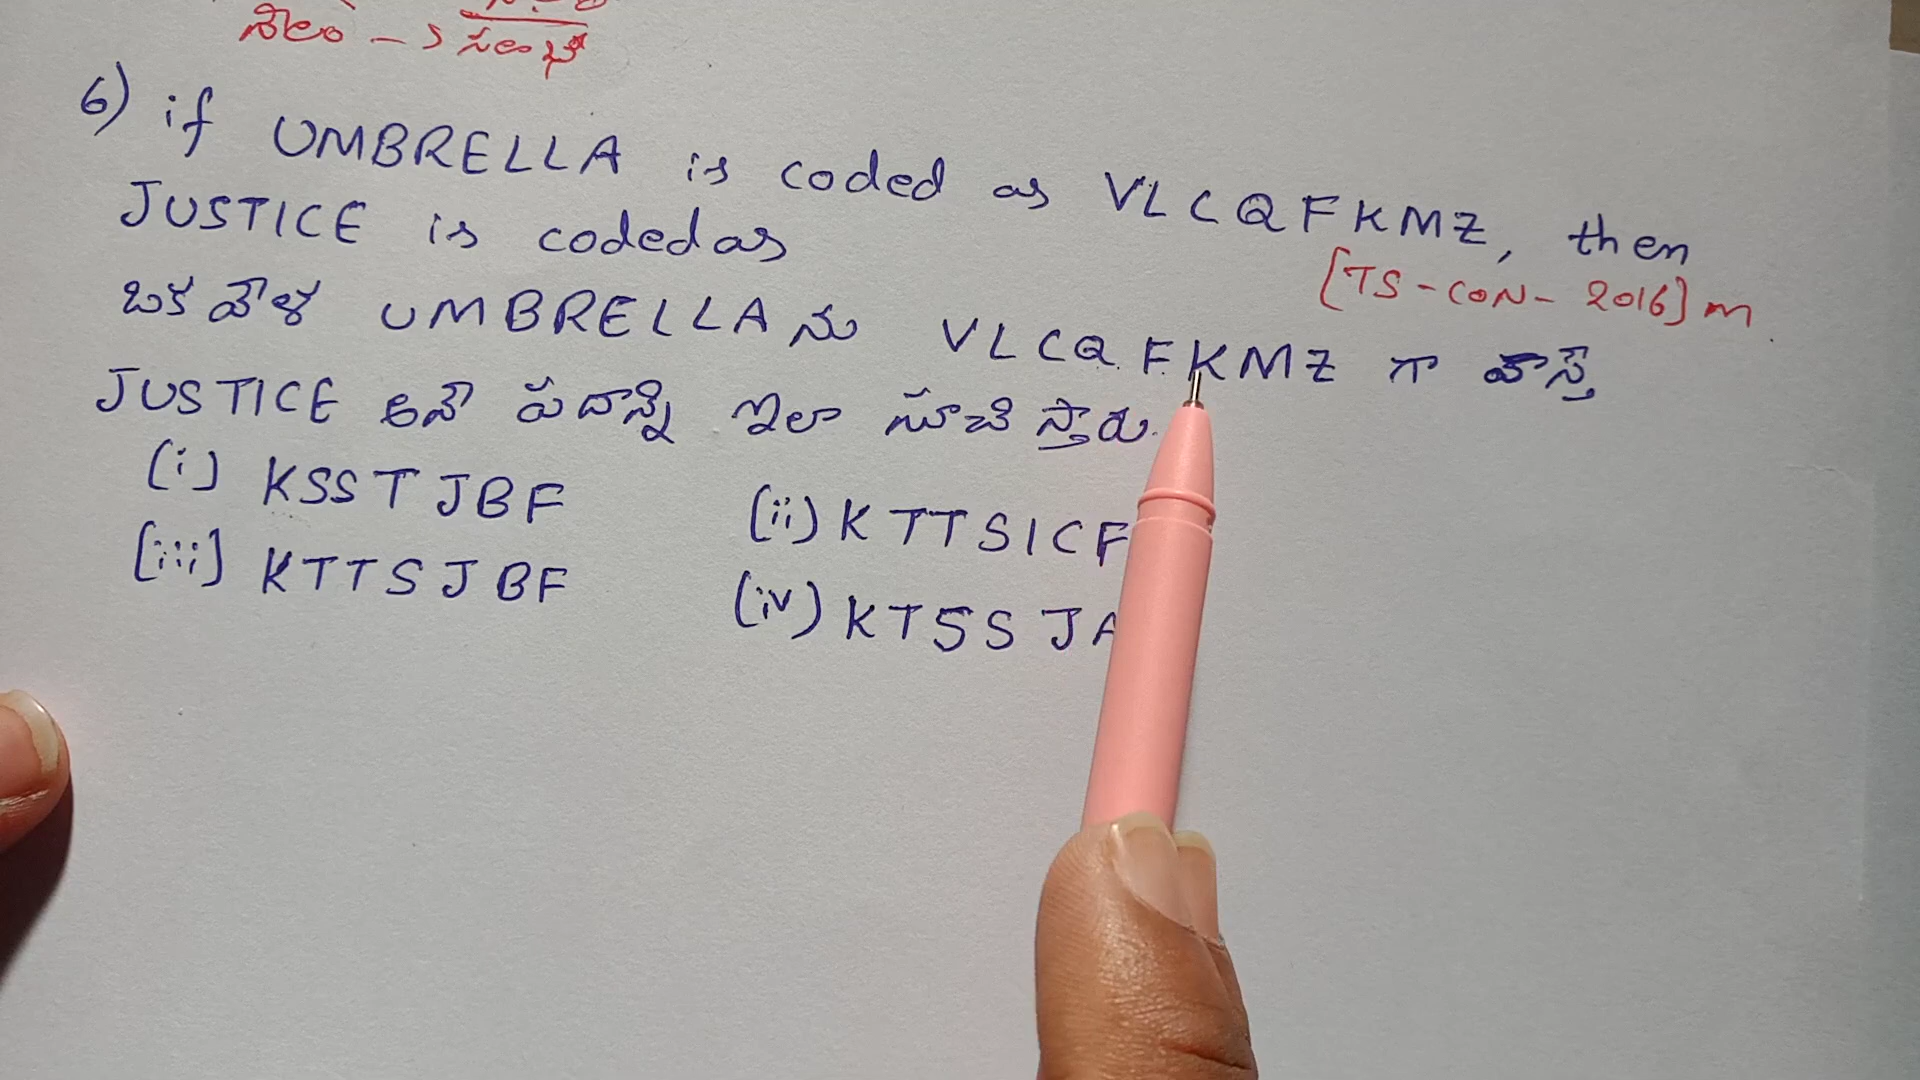 6) if UMBRELLA is coded as VLCQFKMZ, then
JUSTICE is coded as
[TS-CON-2016] m
ఒక వేళ UMBRELLA ను VLCQFKMZ గా వ్రాస్తే
JUSTICE అనే పదాన్ని ఇలా సూచిస్తారు.
(i) KSSTJBF (ii) KTTSICF
(iii) KTTSJBF (iv) KTSSJA